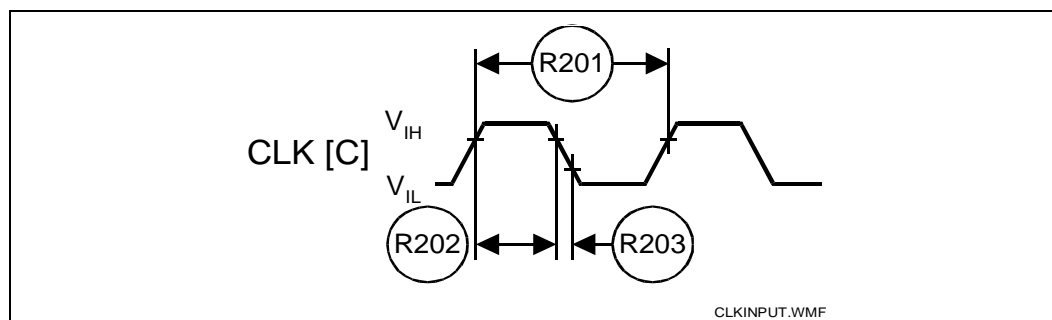 R201
V_IH
CLK [C]
V_IL
R202
R203
CLKINPUT.WMF